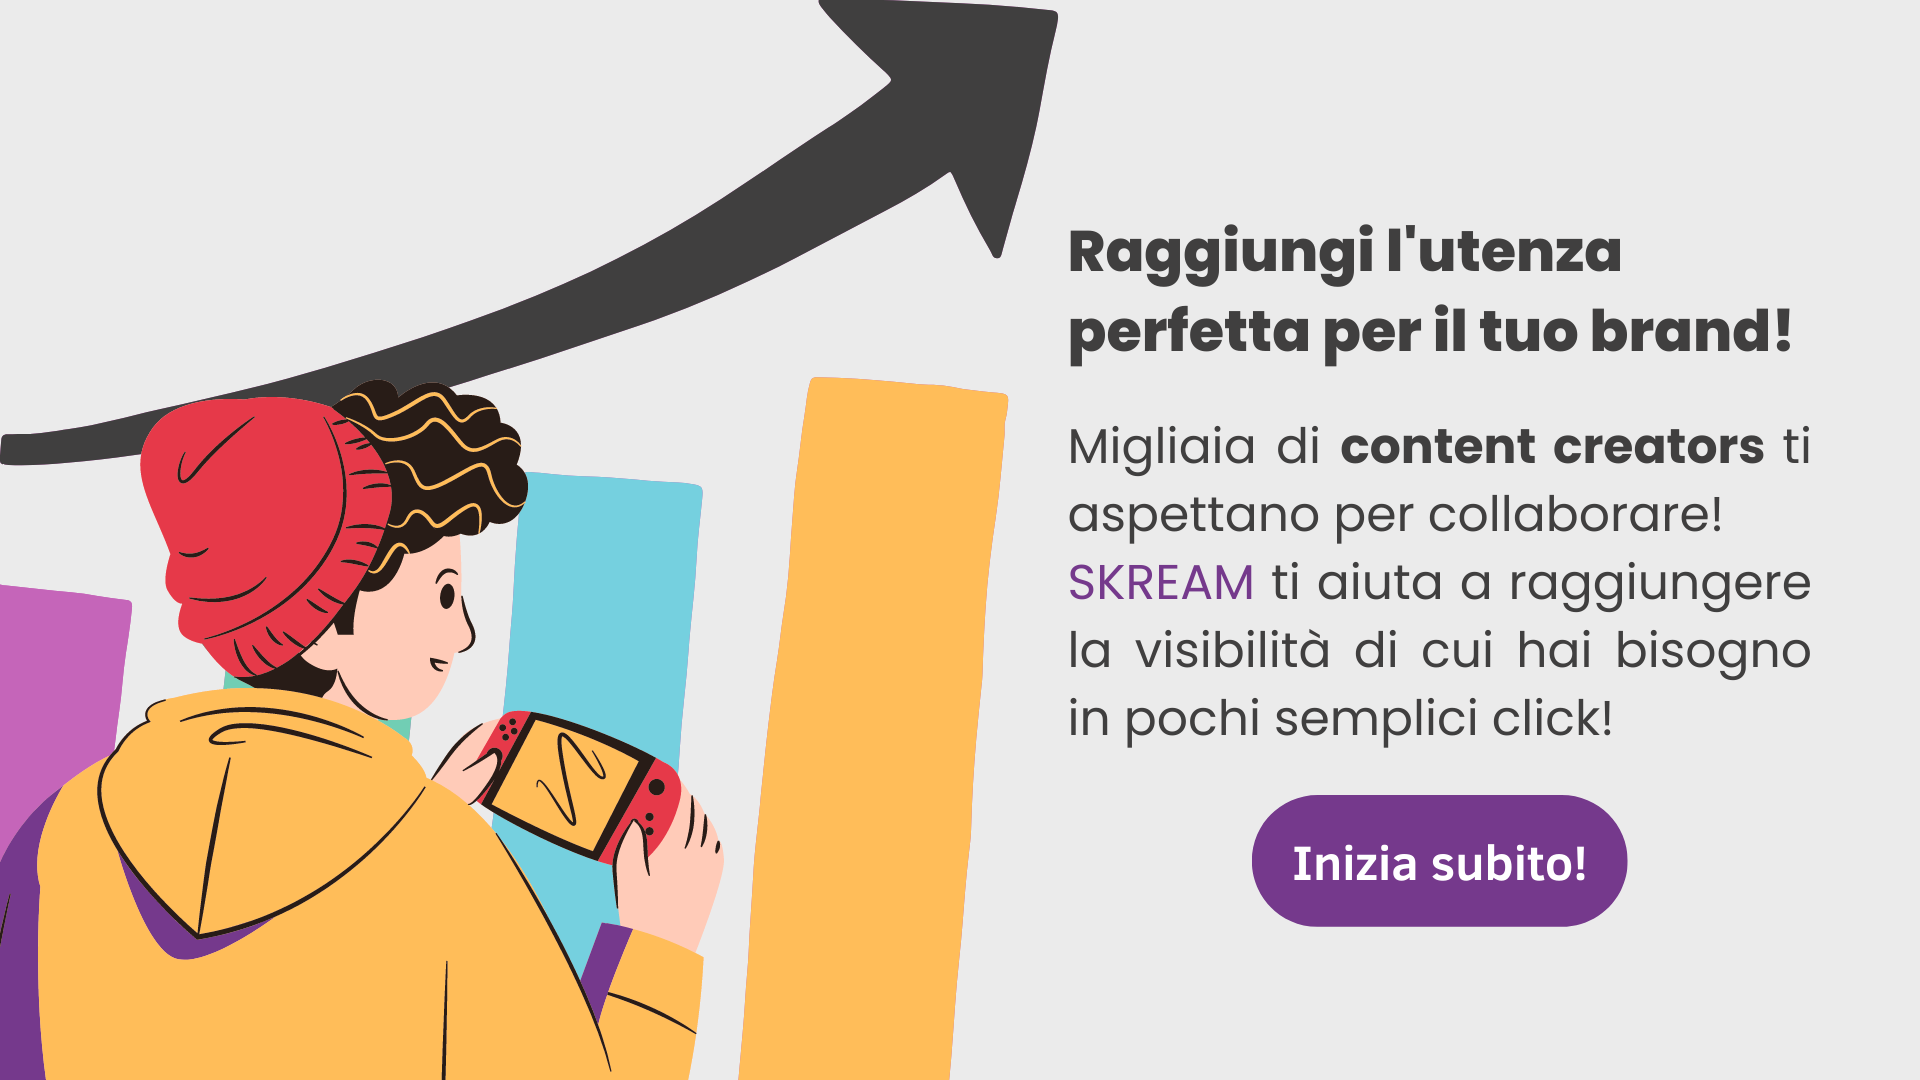 Raggiungi l'utenza
perfetta per il tuo brand!
Migliaia di content creators ti
aspettano per collaborare!
SKREAM ti aiuta a raggiungere
la visibilità di cui hai bisogno
in pochi semplici click!
Inizia subito!